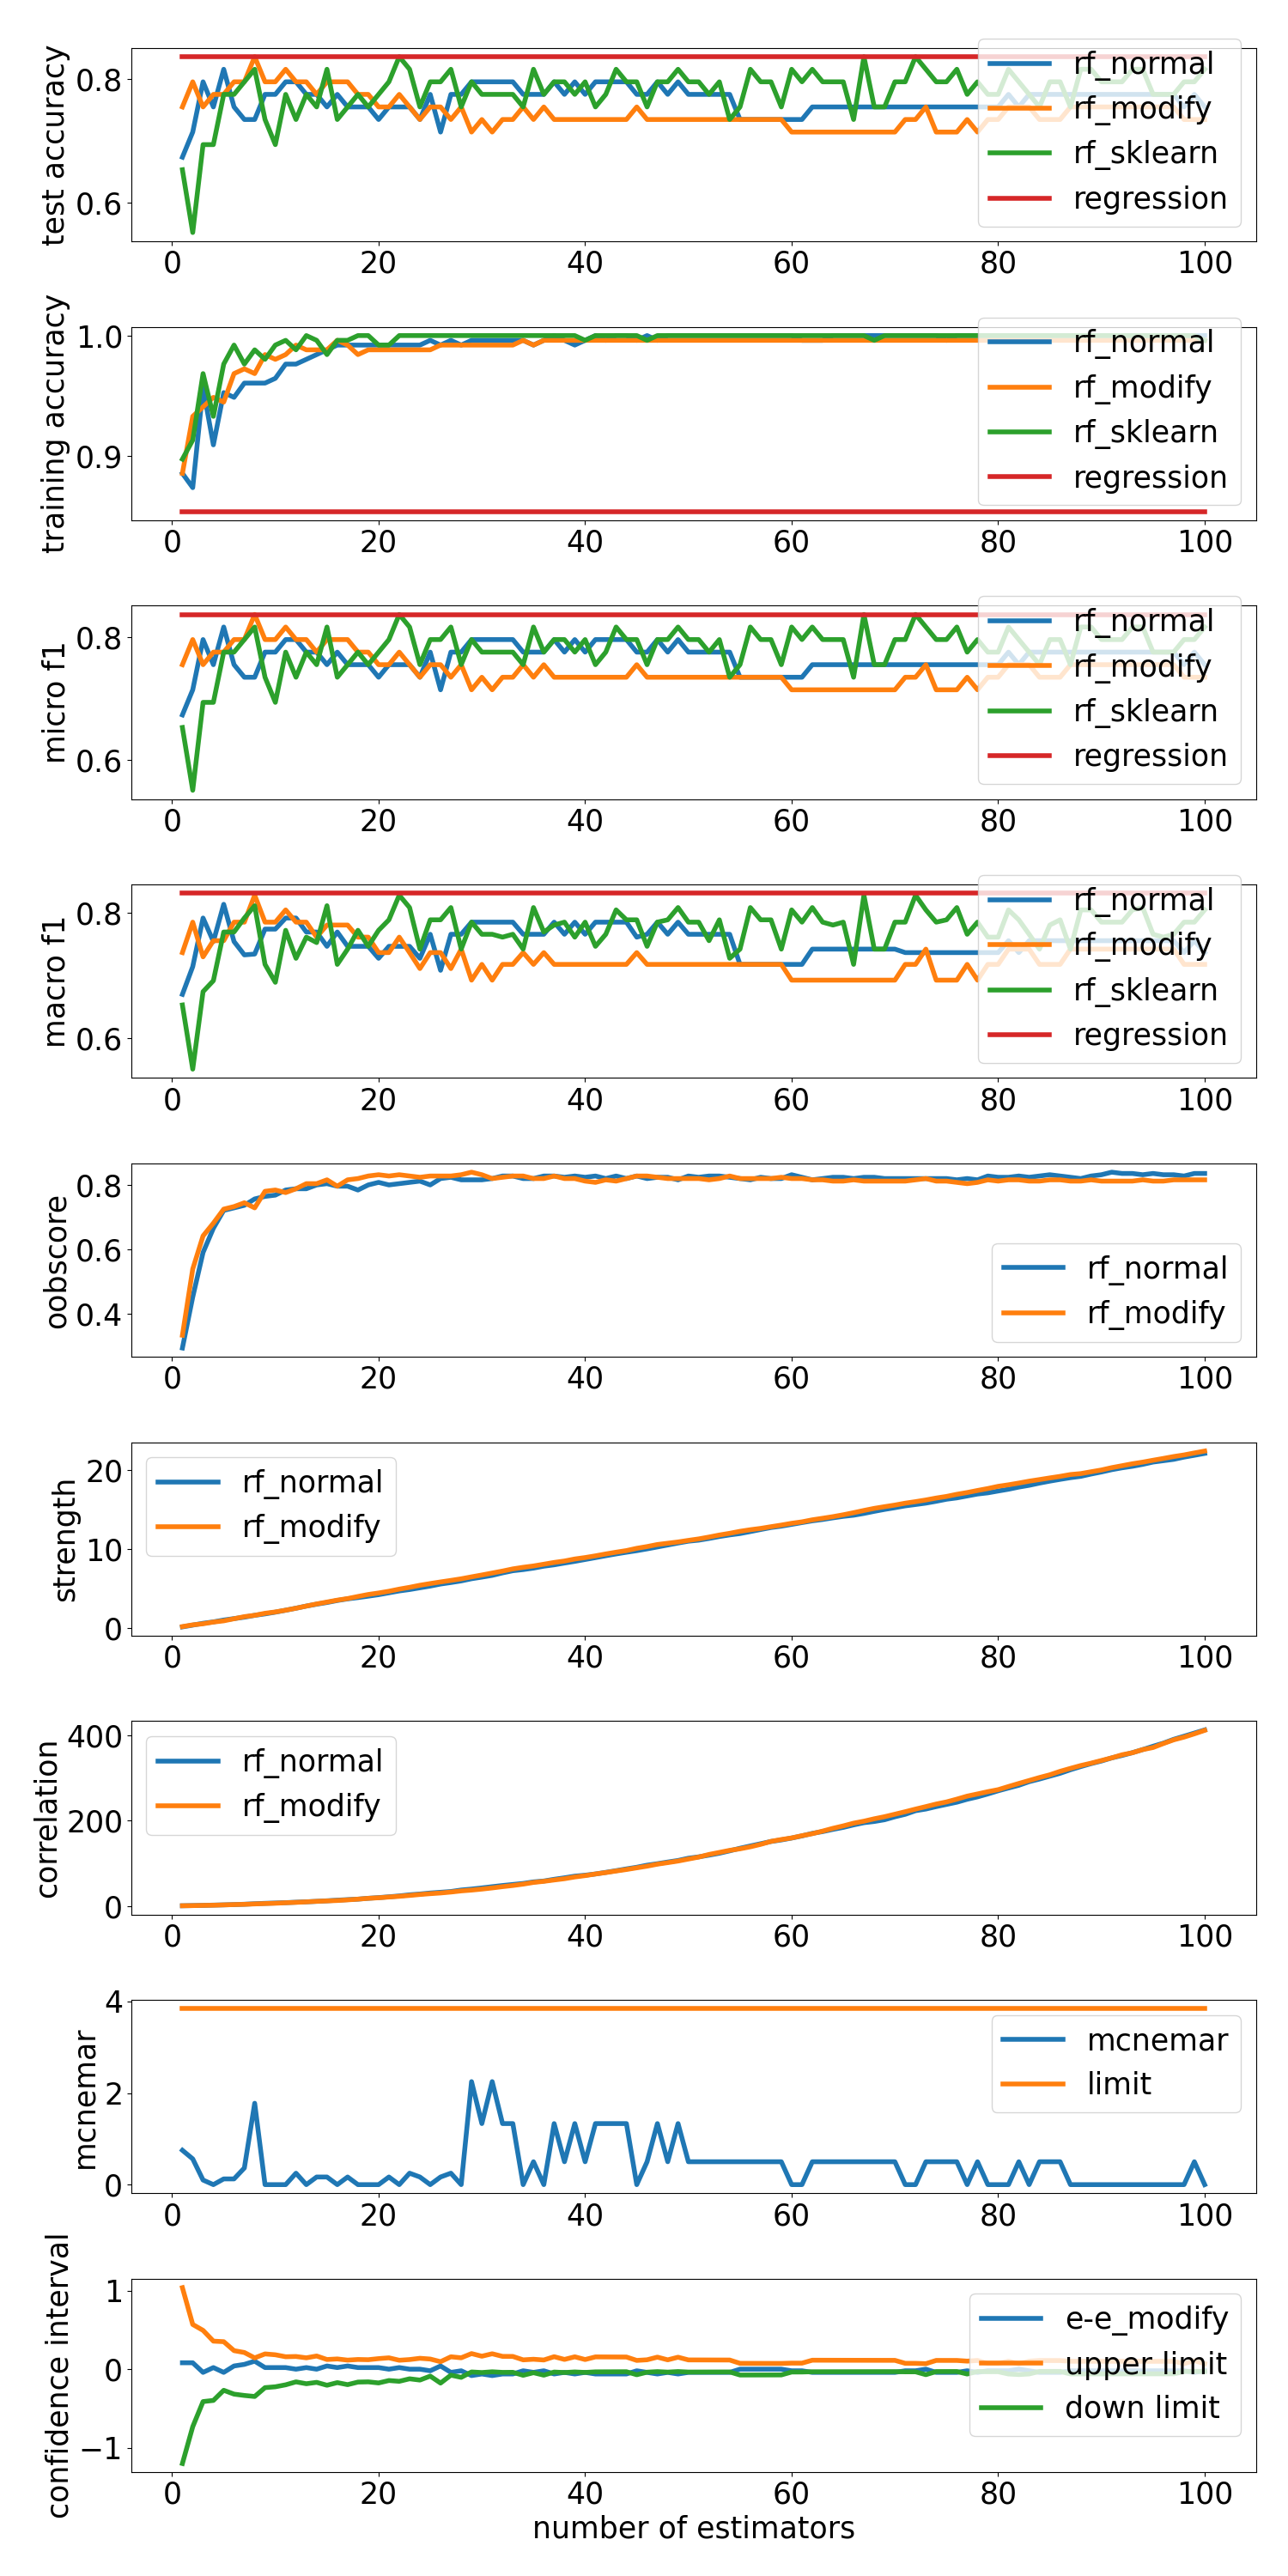 test accuracy
0.8
0.6
rf_normal
rf_modify
rf_sklearn
regression
0 20 40 60 80 100
training accuracy
1.0
0.9
rf_normal
rf_modify
rf_sklearn
regression
0 20 40 60 80 100
micro f1
0.8
0.6
rf_normal
rf_modify
rf_sklearn
regression
0 20 40 60 80 100
macro f1
0.8
0.6
rf_normal
rf_modify
rf_sklearn
regression
0 20 40 60 80 100
oobscore
0.8
0.6
0.4
rf_normal
rf_modify
0 20 40 60 80 100
strength
20
10
0
rf_normal
rf_modify
0 20 40 60 80 100
correlation
400
200
0
rf_normal
rf_modify
0 20 40 60 80 100
mcnemar
4
2
0
mcnemar
limit
0 20 40 60 80 100
confidence interval
1
0
−1
e-e_modify
upper limit
down limit
0 20 40 60 80 100
number of estimators